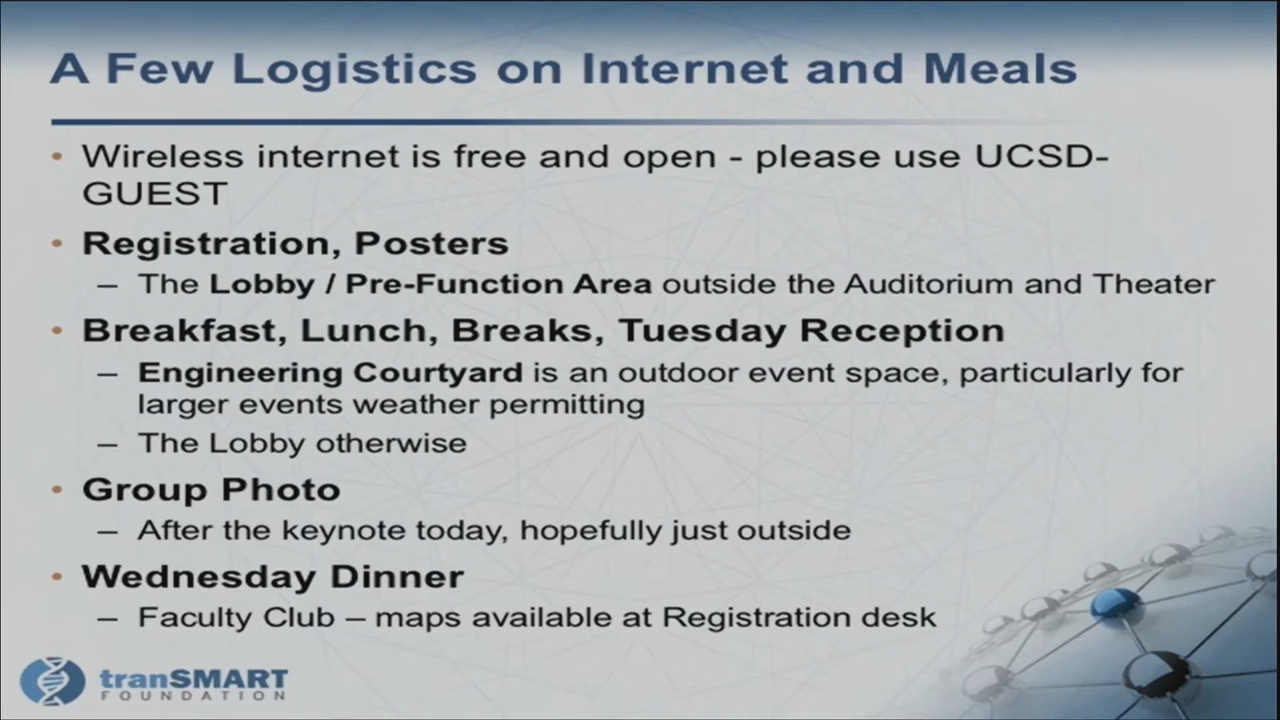 A Few Logistics on Internet and Meals
• Wireless internet is free and open - please use UCSD-
GUEST
• Registration, Posters
– The Lobby / Pre-Function Area outside the Auditorium and Theater
• Breakfast, Lunch, Breaks, Tuesday Reception
– Engineering Courtyard is an outdoor event space, particularly for
larger events weather permitting
– The Lobby otherwise
• Group Photo
– After the keynote today, hopefully just outside
• Wednesday Dinner
– Faculty Club – maps available at Registration desk
tranSMART
FOUNDATION